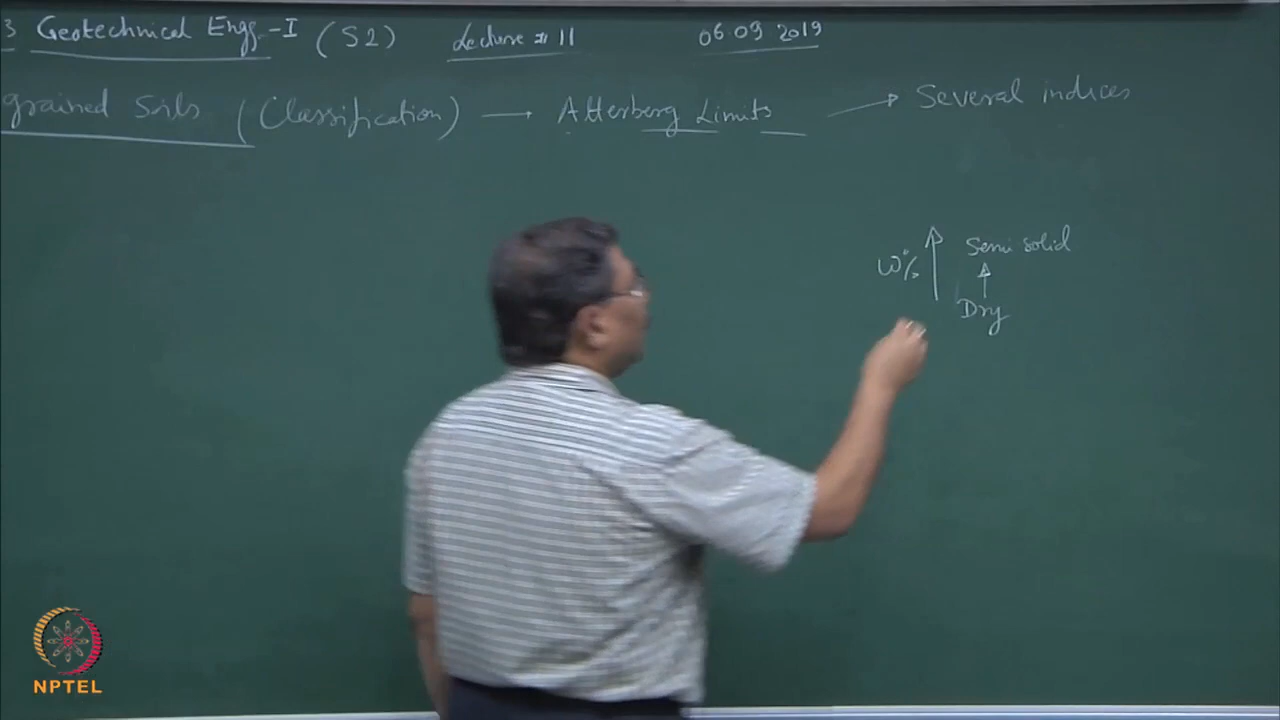 3 Geotechnical Engg-I (S2) Lecture # 11 06.09 2019
grained Soils (Classification) → Atterberg Limits → Several indices
Semi solid
w%
Dry
NPTEL